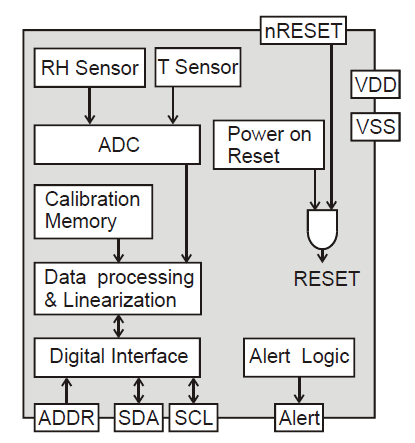 nRESET
RH Sensor
T Sensor
VDD
VSS
ADC
Power on
Reset
Calibration
Memory
Data processing
& Linearization
RESET
Digital Interface
Alert Logic
ADDR
SDA
SCL
Alert